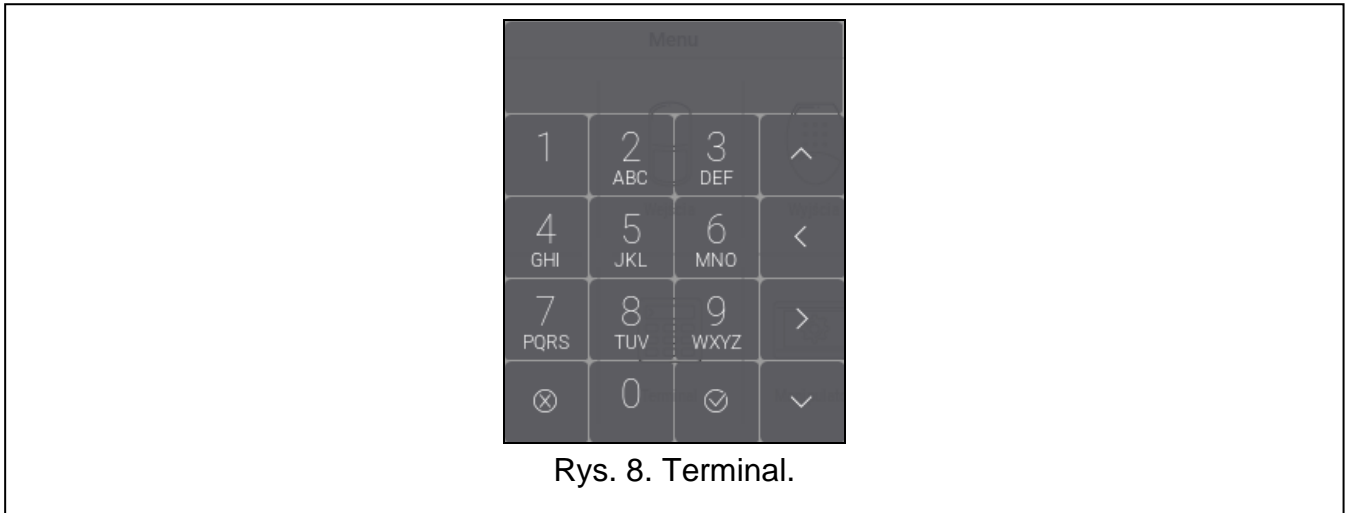 Menu
1 2 3
ABC DEF
4 5 6
GHI JKL MNO
7 8 9
PQRS TUV WXYZ
0
Terminal
Rys. 8. Terminal.